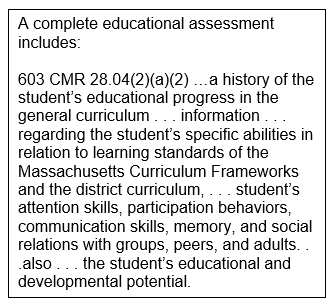 A complete educational assessment
includes:

603 CMR 28.04(2)(a)(2) …a history of the
student's educational progress in the
general curriculum . . . information . . .
regarding the student's specific abilities in
relation to learning standards of the
Massachusetts Curriculum Frameworks
and the district curriculum, . . . student's
attention skills, participation behaviors,
communication skills, memory, and social
relations with groups, peers, and adults. .
.also . . . the student's educational and
developmental potential.